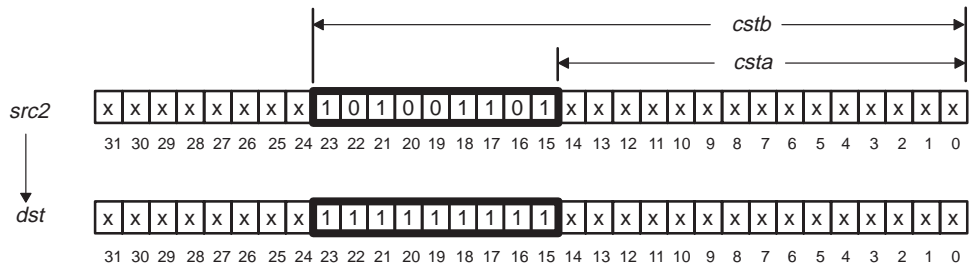 cstb
csta
src2 x x x x x x x x 1 0 1 0 0 1 1 0 1 x x x x x x x x x x x x x x x
31 30 29 28 27 26 25 24 23 22 21 20 19 18 17 16 15 14 13 12 11 10 9 8 7 6 5 4 3 2 1 0
dst x x x x x x x x 1 1 1 1 1 1 1 1 1 x x x x x x x x x x x x x x x
31 30 29 28 27 26 25 24 23 22 21 20 19 18 17 16 15 14 13 12 11 10 9 8 7 6 5 4 3 2 1 0